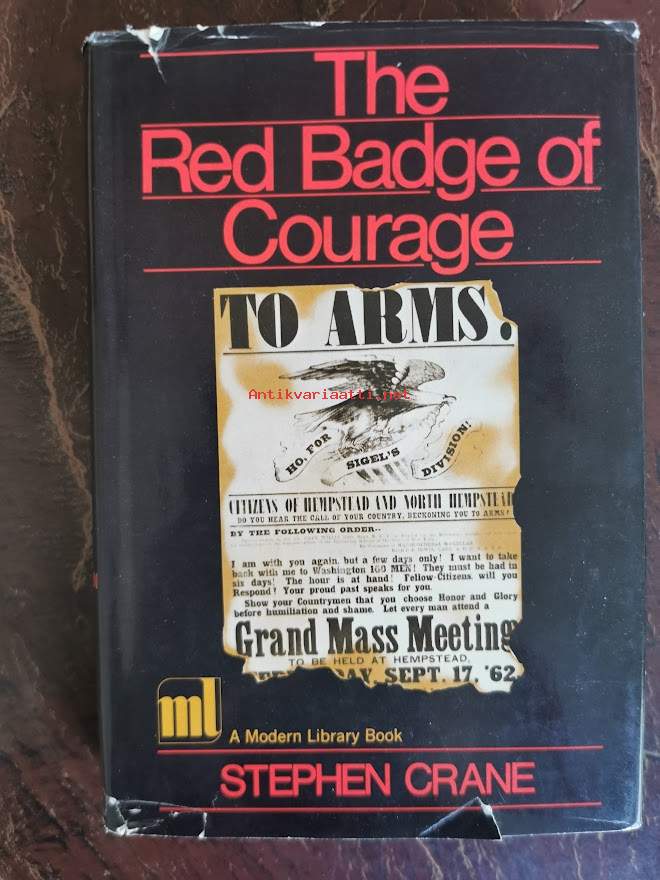 The
Red Badge of
Courage
TO ARMS!
Antikvariaatti.net
HO, FOR SIGEL'S DIVISION!
CITIZENS OF HEMPSTEAD AND NORTH HEMPSTEAD
DO YOU HEAR THE CALL OF YOUR COUNTRY, BECKONING YOU TO ARMS?
BY THE FOLLOWING ORDER--
I am with you again, but a few days only! I want to take
back with me to Washington 100 MEN! They must be had in
six days! The hour is at hand! Fellow-Citizens, will you
Respond? Your proud past speaks for you.
Show your Countrymen that you choose Honor and Glory
before humiliation and shame. Let every man attend a
Grand Mass Meeting
TO BE HELD AT HEMPSTEAD,
SEPT. 17, '62
ml
A Modern Library Book
STEPHEN CRANE